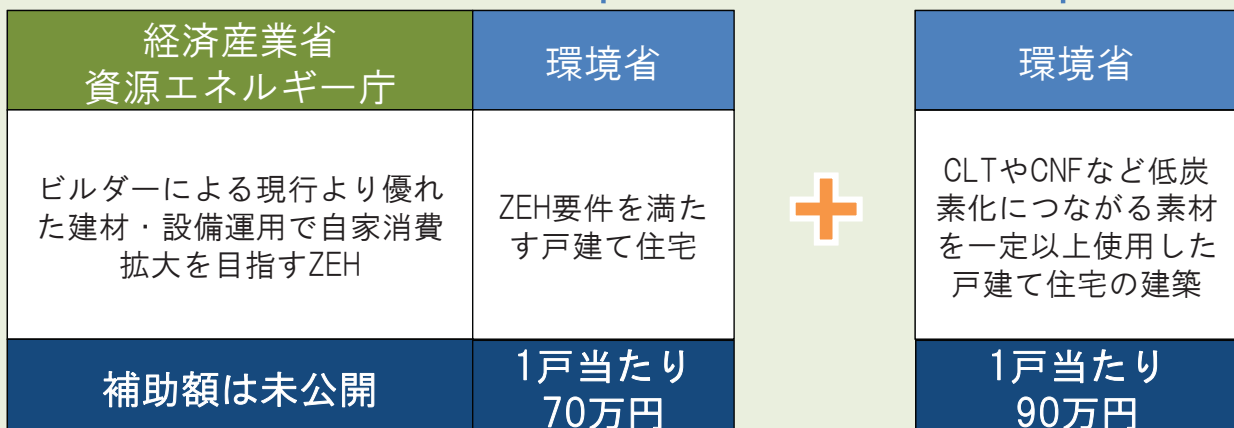 経済産業省
資源エネルギー庁
環境省
環境省
ビルダーによる現行より優れ
た建材・設備運用で自家消費
拡大を目指すZEH
ZEH要件を満た
す戸建て住宅
CLTやCNFなど低炭
素化につながる素材
を一定以上使用した
戸建て住宅の建築
補助額は未公開
1戸当たり
70万円
1戸当たり
90万円